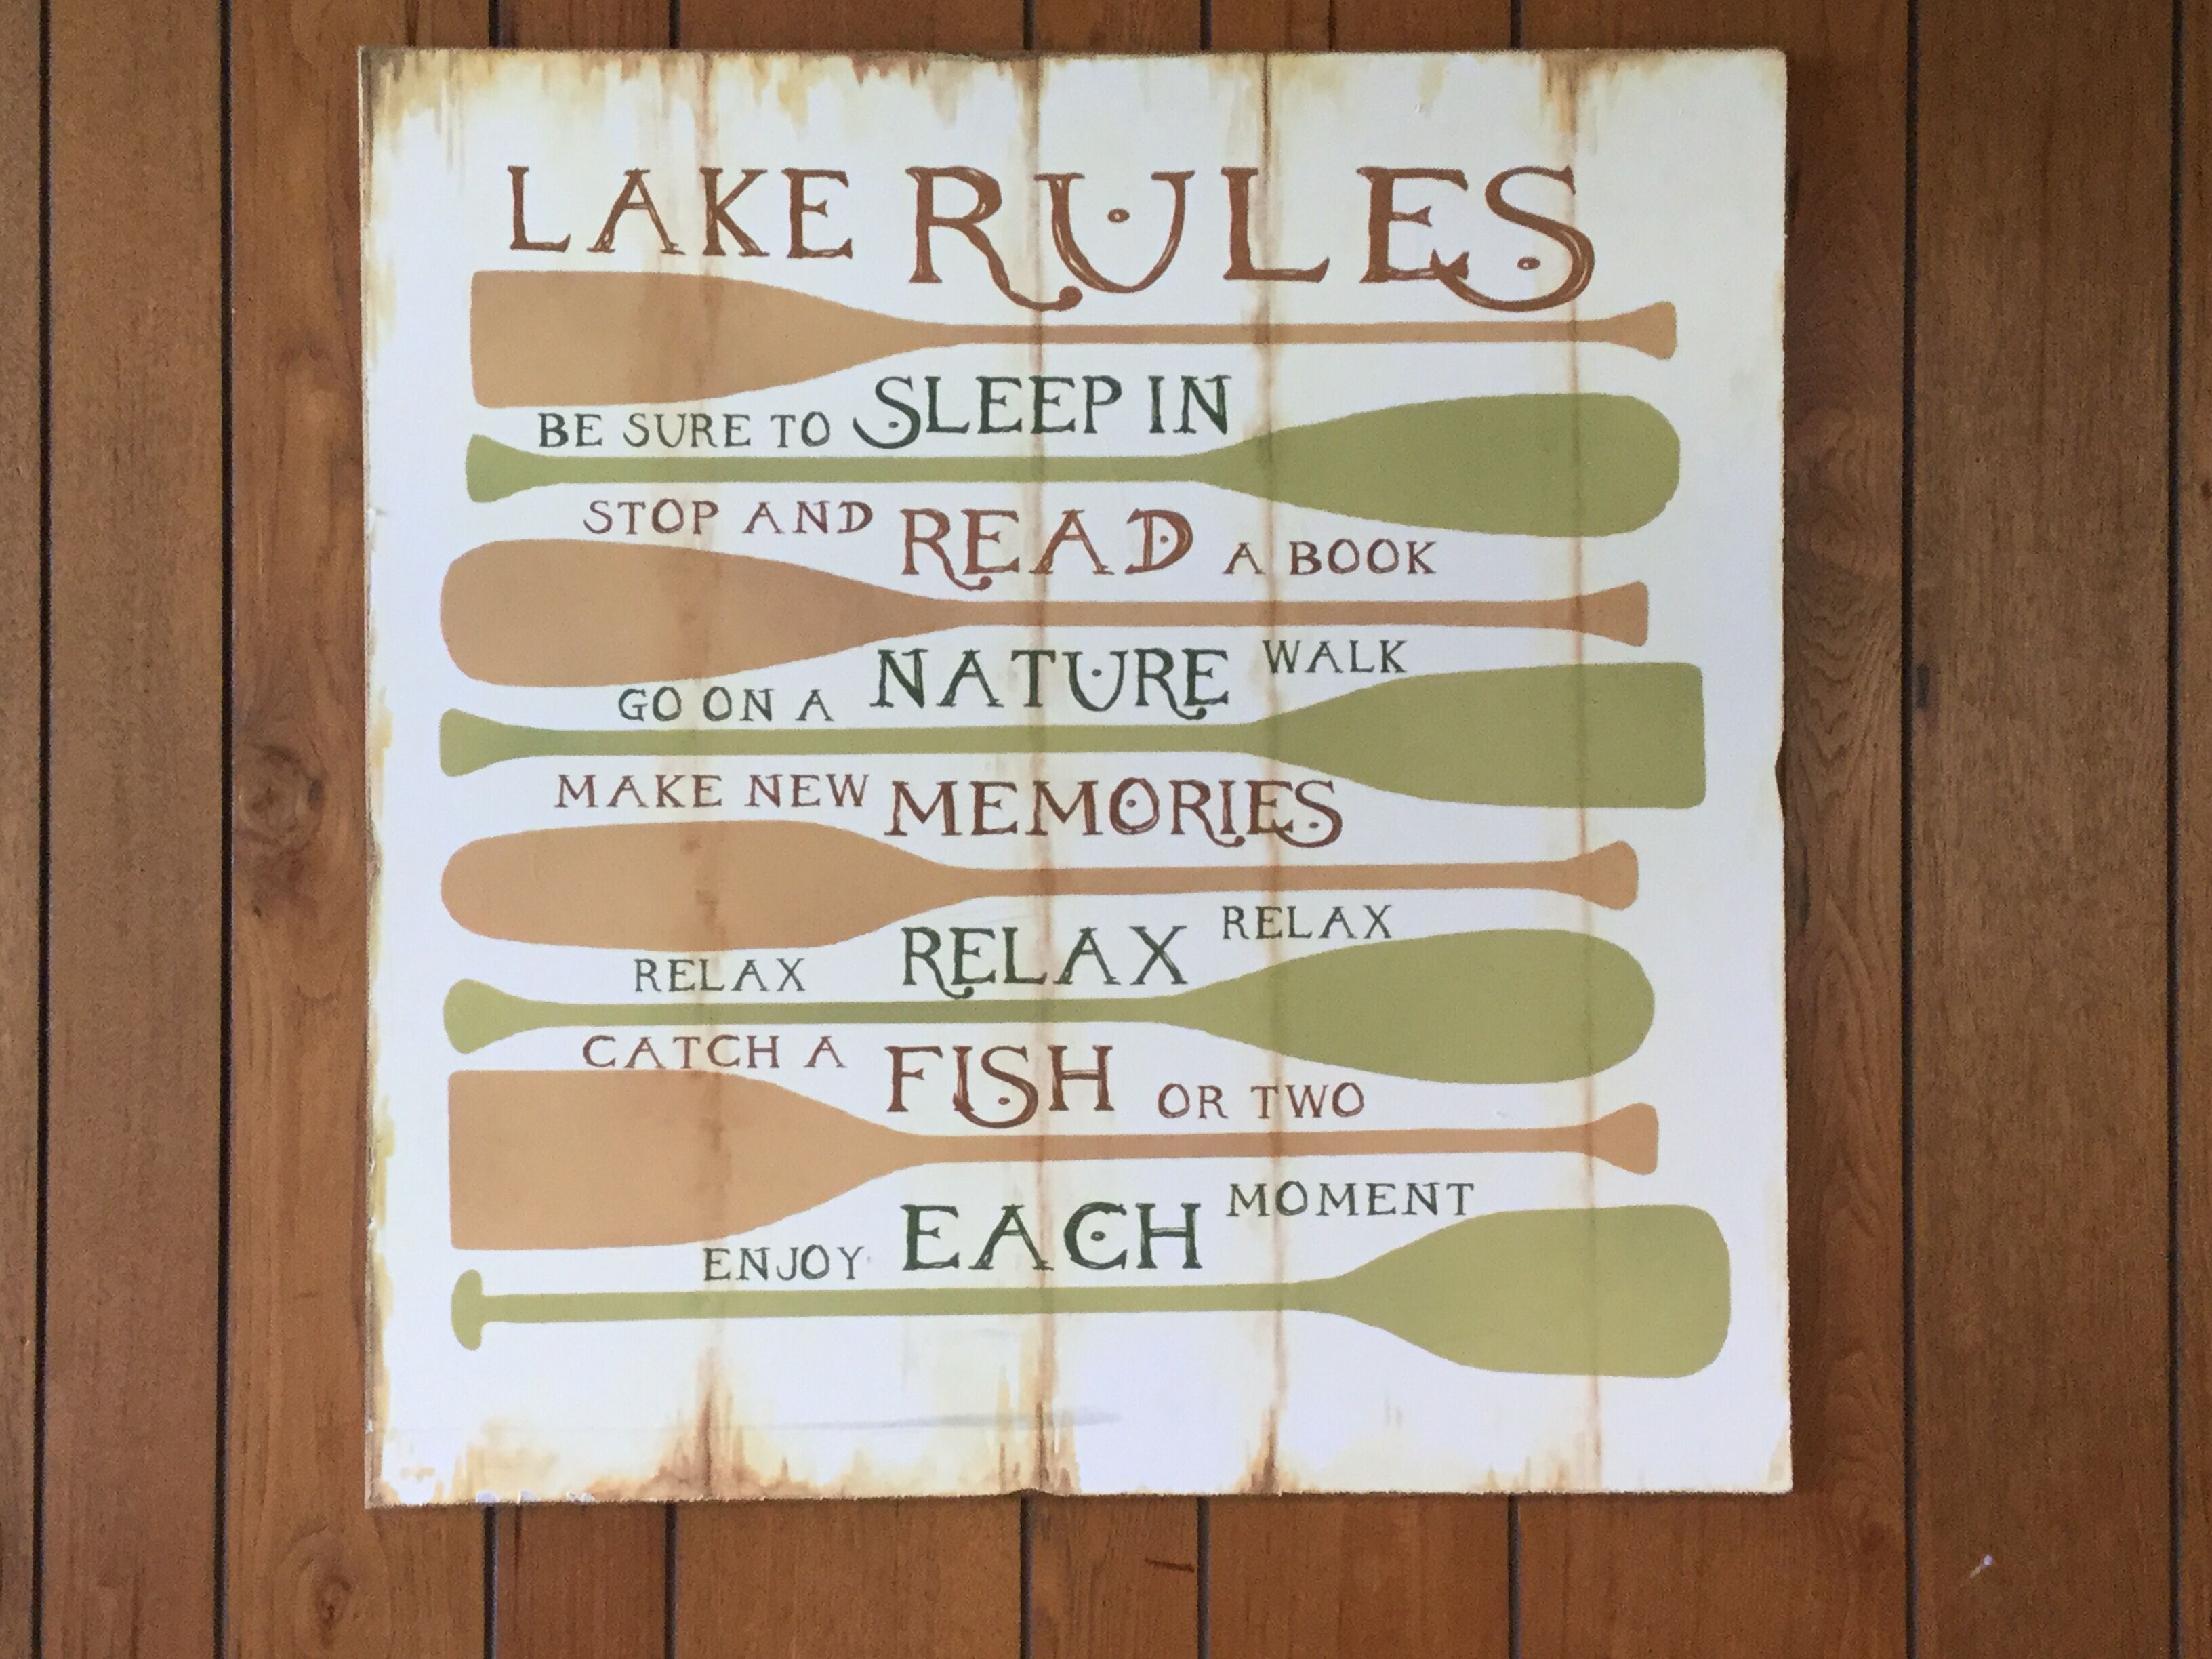 LAKE RULES
BE SURE TO SLEEP IN
STOP AND READ A BOOK
GO ON A NATURE WALK
MAKE NEW MEMORIES
RELAX RELAX RELAX
CATCH A FISH OR TWO
ENJOY EACH MOMENT